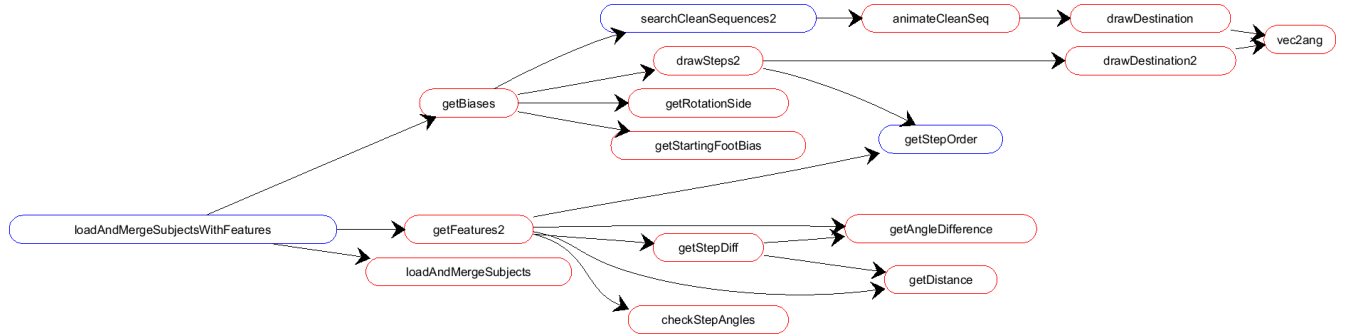 searchCleanSequences2
animateCleanSeq
drawDestination
vec2ang
drawSteps2
drawDestination2
getBiases
getRotationSide
getStepOrder
getStartingFootBias
loadAndMergeSubjectsWithFeatures
getFeatures2
getAngleDifference
getStepDiff
loadAndMergeSubjects
getDistance
checkStepAngles